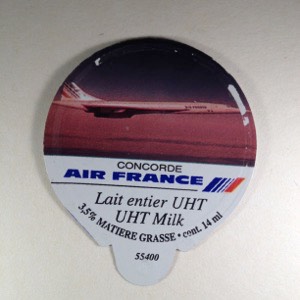 CONCORDE
AIR FRANCE
Lait entier UHT
UHT Milk
3,5% MATIERE GRASSE • cont. 14 ml
55400